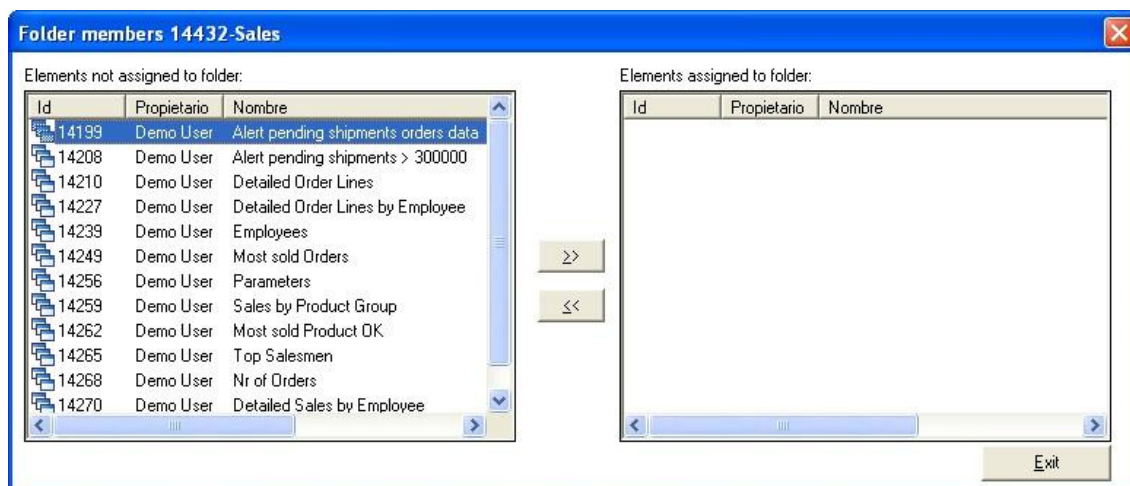 Folder members 14432-Sales
Elements not assigned to folder:
Id Propietario Nombre
14199 Demo User Alert pending shipments orders data
14208 Demo User Alert pending shipments > 300000
14210 Demo User Detailed Order Lines
14227 Demo User Detailed Order Lines by Employee
14239 Demo User Employees
14249 Demo User Most sold Orders
14256 Demo User Parameters
14259 Demo User Sales by Product Group
14262 Demo User Most sold Product OK
14265 Demo User Top Salesmen
14268 Demo User Nr of Orders
14270 Demo User Detailed Sales by Employee
>>
<<
Elements assigned to folder:
Id Propietario Nombre
Exit